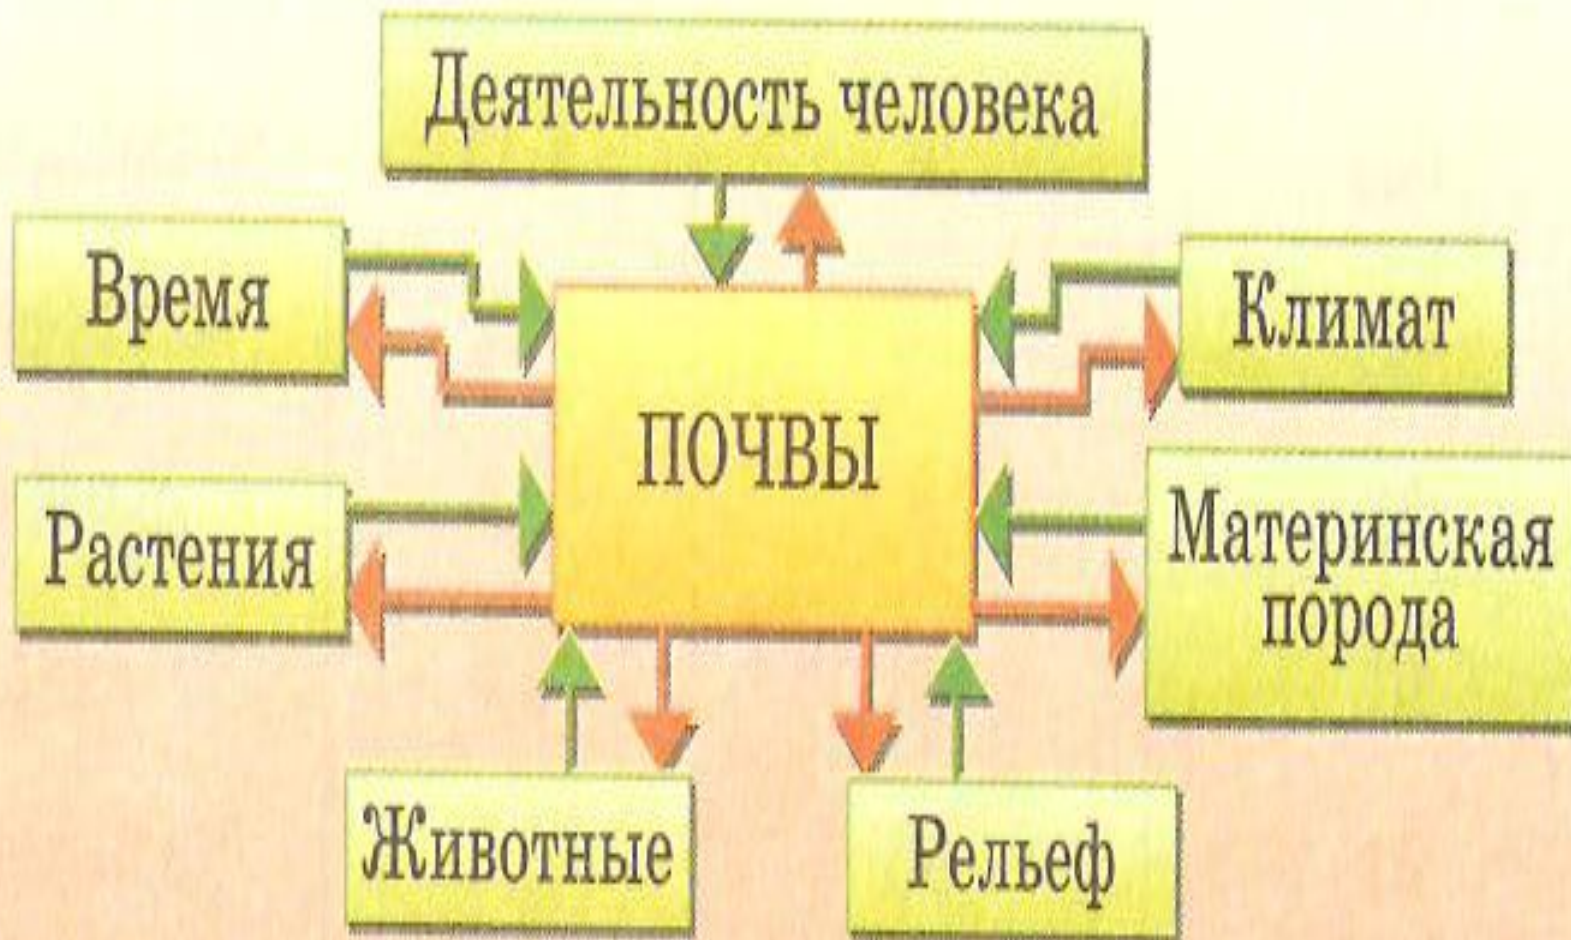 Деятельность человека
Время
Климат
ПОЧВЫ
Растения
Материнская
порода
Животные
Рельеф